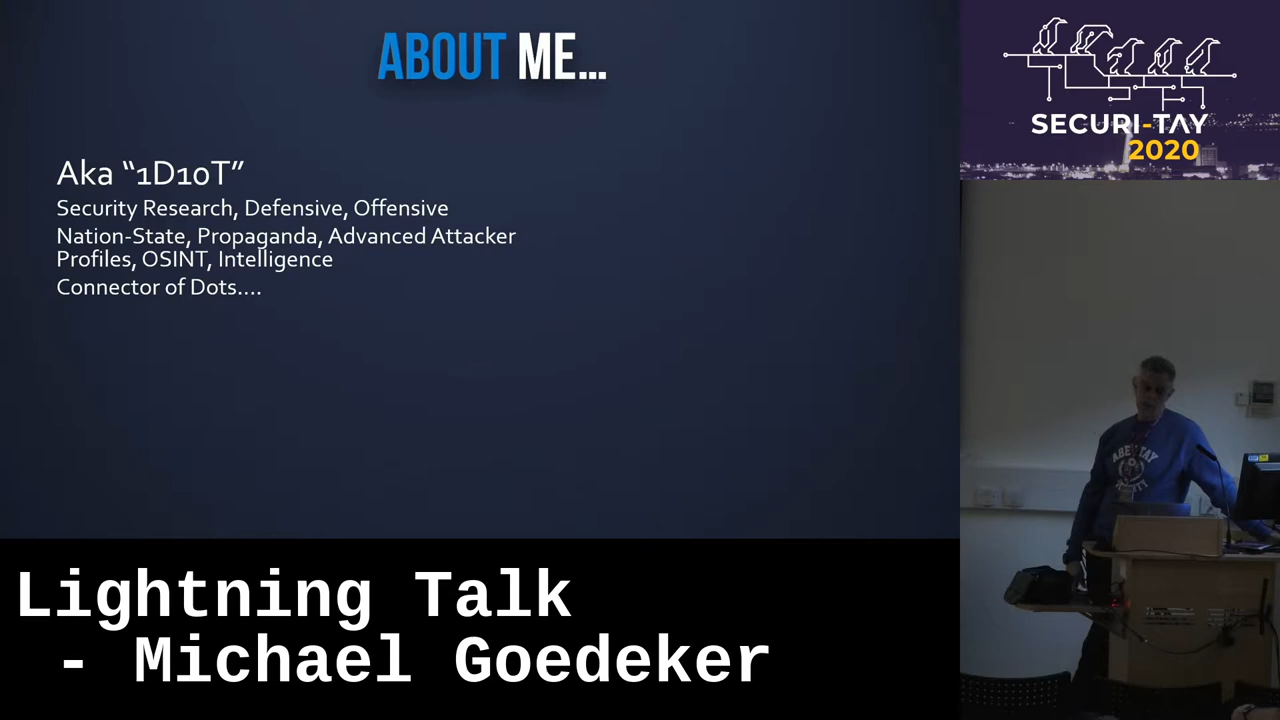 ABOUT ME...
Aka “1D10T”
Security Research, Defensive, Offensive
Nation-State, Propaganda, Advanced Attacker
Profiles, OSINT, Intelligence
Connector of Dots....
SECURI-TAY
2020
ABERTAY
Lightning Talk
- Michael Goedeker